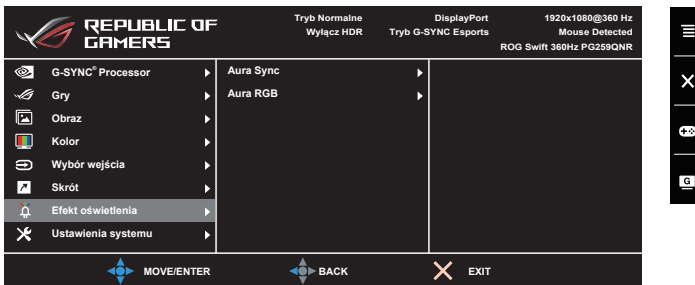 REPUBLIC OF
GAMERS
Tryb Normalne DisplayPort 1920x1080@360 Hz
Wyłącz HDR Tryb G-SYNC Esports Mouse Detected
ROG Swift 360Hz PG259QNR
G-SYNC® Processor
Gry
Obraz
Kolor
Wybór wejścia
Skrót
Efekt oświetlenia
Ustawienia systemu
Aura Sync
Aura RGB
MOVE/ENTER BACK EXIT
G